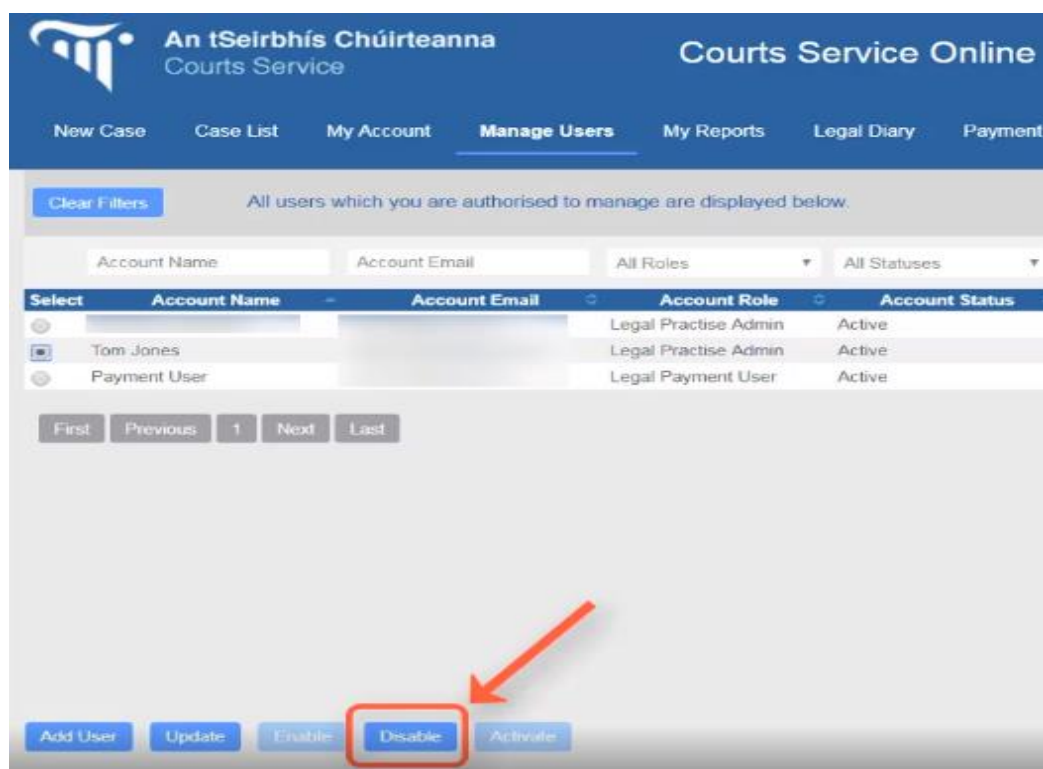 An tSeirbhís Chúirteanna
Courts Service
Courts Service Online
New Case Case List My Account Manage Users My Reports Legal Diary Payment
Clear Filters All users which you are authorised to manage are displayed below.
Account Name Account Email All Roles All Statuses
Select Account Name Account Email Account Role Account Status
Legal Practise Admin Active
Tom Jones Legal Practise Admin Active
Payment User Legal Payment User Active
First Previous 1 Next Last
Add User Update Enable Disable Activate